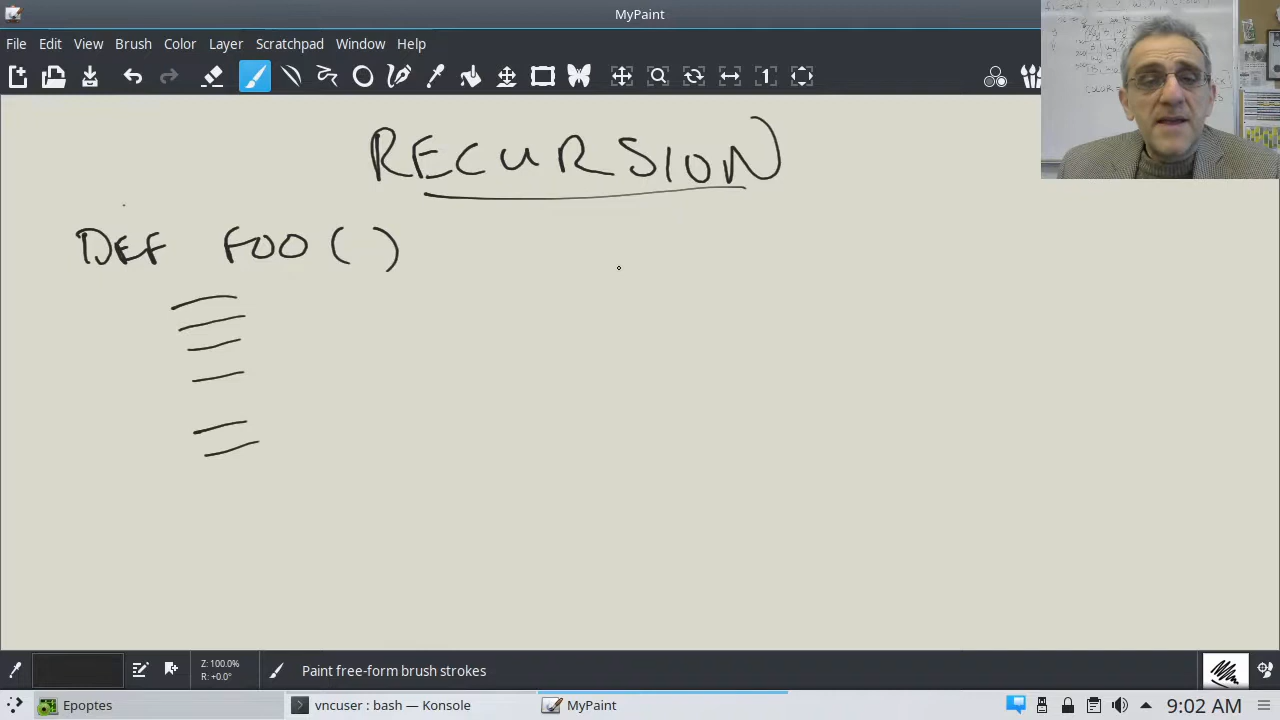 MyPaint
File Edit View Brush Color Layer Scratchpad Window Help
RECURSION
DEF FOO ( )
Z: 100.0%
R: +0.0°
Paint free-form brush strokes
Epoptes
vncuser : bash — Konsole
MyPaint
9:02 AM